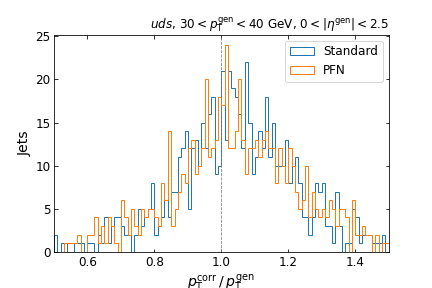 uds, 30 < p_T^gen < 40 GeV, 0 < |η^gen| < 2.5
Standard
PFN
Jets
25
20
15
10
5
0
0.6 0.8 1.0 1.2 1.4
p_T^corr / p_T^gen